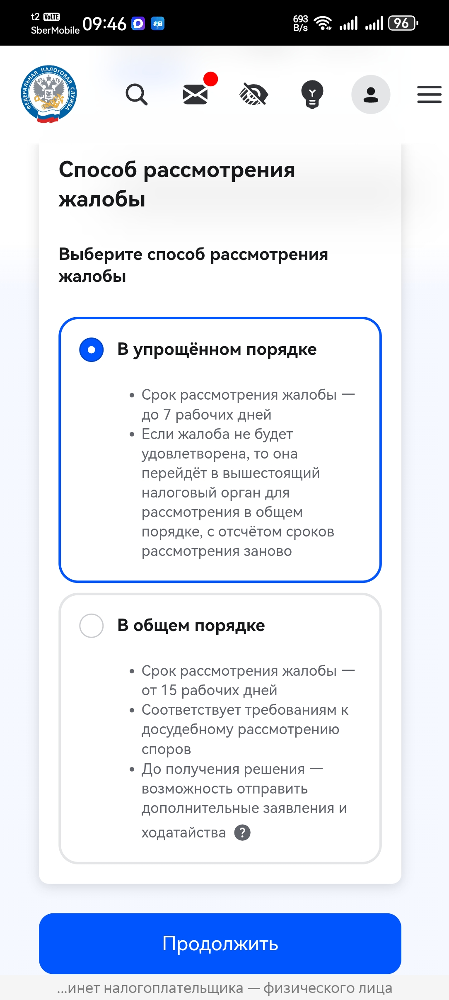 t2 VoLTE
SberMobile 09:46
693
B/s
96
ФЕДЕРАЛЬНАЯ НАЛОГОВАЯ СЛУЖБА
Способ рассмотрения
жалобы
Выберите способ рассмотрения
жалобы
В упрощённом порядке
• Срок рассмотрения жалобы —
до 7 рабочих дней
• Если жалоба не будет
удовлетворена, то она
перейдёт в вышестоящий
налоговый орган для
рассмотрения в общем
порядке, с отсчётом сроков
рассмотрения заново
В общем порядке
• Срок рассмотрения жалобы —
от 15 рабочих дней
• Соответствует требованиям к
досудебному рассмотрению
споров
• До получения решения —
возможность отправить
дополнительные заявления и
ходатайства ?
Продолжить
...инет налогоплательщика — физического лица